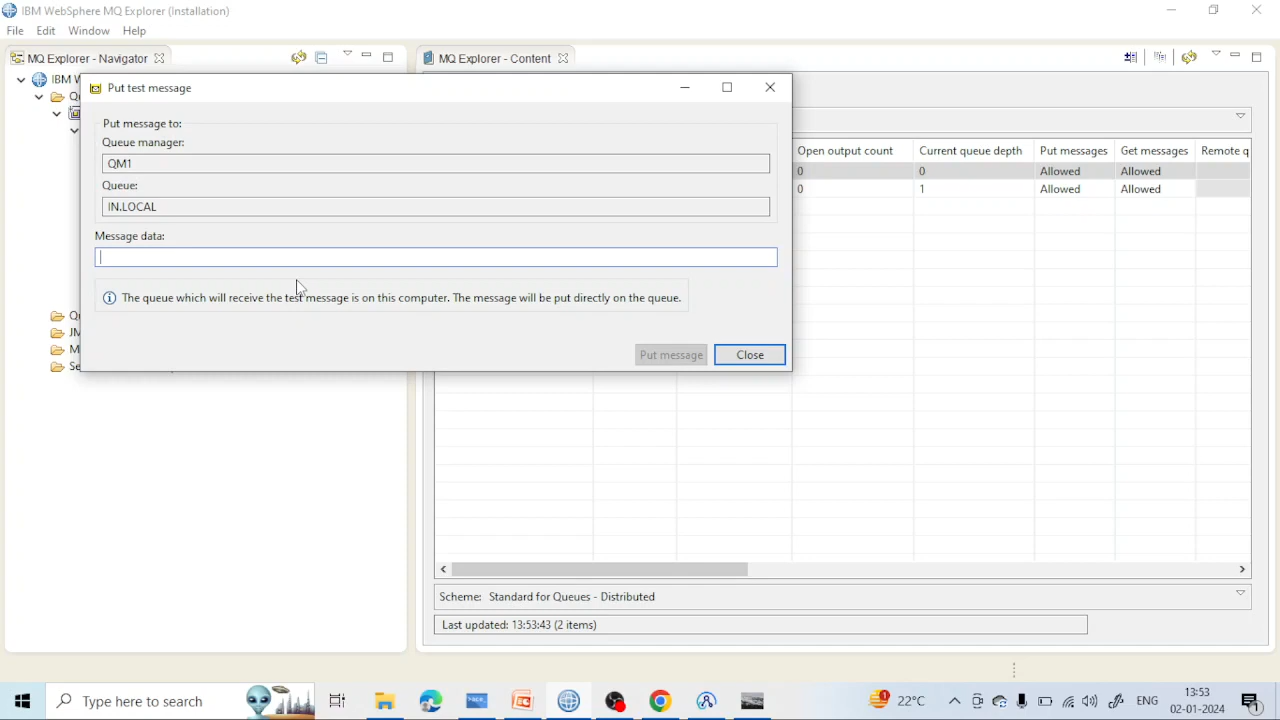 IBM WebSphere MQ Explorer (Installation)
File Edit Window Help
MQ Explorer - Navigator
MQ Explorer - Content
IBM W
Put test message
Put message to:
Queue manager:
QM1
Queue:
IN.LOCAL
Message data:
The queue which will receive the test message is on this computer. The message will be put directly on the queue.
Put message Close
Open output count Current queue depth Put messages Get messages Remote q
0 0 Allowed Allowed
0 1 Allowed Allowed
Scheme: Standard for Queues - Distributed
Last updated: 13:53:43 (2 items)
Type here to search
22°C
ENG
13:53
02-01-2024